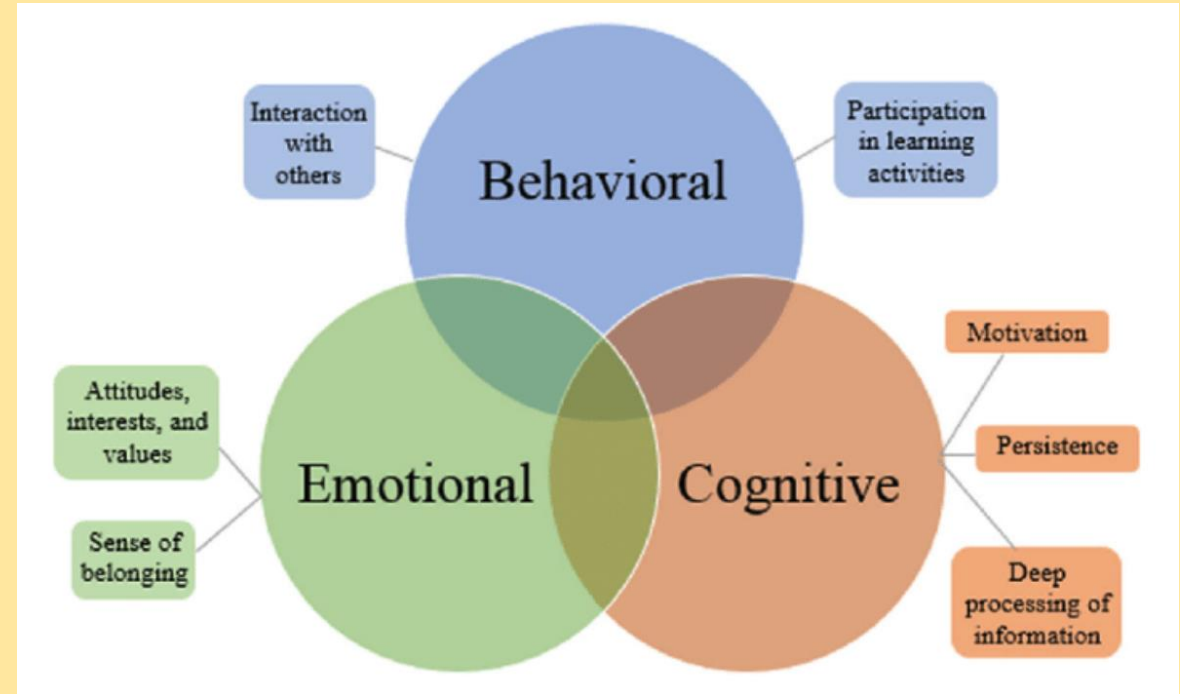 Interaction
with
others
Behavioral
Participation
in learning
activities
Attitudes,
interests, and
values
Sense of
belonging
Emotional
Cognitive
Motivation
Persistence
Deep
processing of
information